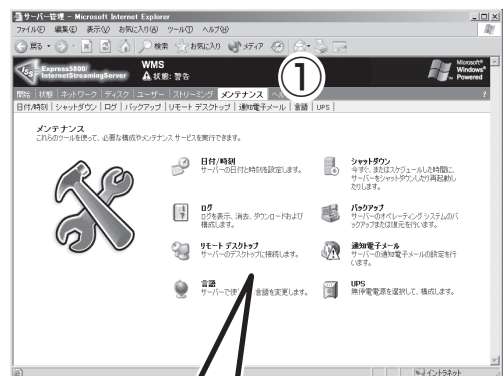 サーバー管理 - Microsoft Internet Explorer
ファイル(F) 編集(E) 表示(V) お気に入り(A) ツール(T) ヘルプ(H)
戻る 検索 お気に入り メディア
Express5800/
InternetStreamingServer
WMS
状態: 警告
Microsoft®
Windows®
Powered
①
開始 状態 ネットワーク ディスク ユーザー ストリーミング メンテナンス ?
日付/時刻 | シャットダウン | ログ | バックアップ | リモート デスクトップ | 通知電子メール | 言語 | UPS |
メンテナンス
これらのツールを使って、必要な構成やメンテナンス サービスを実行できます。
日付/時刻
サーバーの日付と時刻を設定します。
シャットダウン
今すぐ、またはスケジュールした時間に、
サーバーをシャットダウンしたり再起動し
たりします。
ログ
ログを表示、消去、ダウンロードおよび
構成します。
バックアップ
サーバーのオペレーティング システムのバ
ックアップまたは復元を行います。
リモート デスクトップ
サーバーのデスクトップに接続します。
通知電子メール
サーバーの通知電子メールの設定を行
います。
言語
サーバーで使 言語を変更します。
UPS
無停電電源を選択して、構成します。
イントラネット